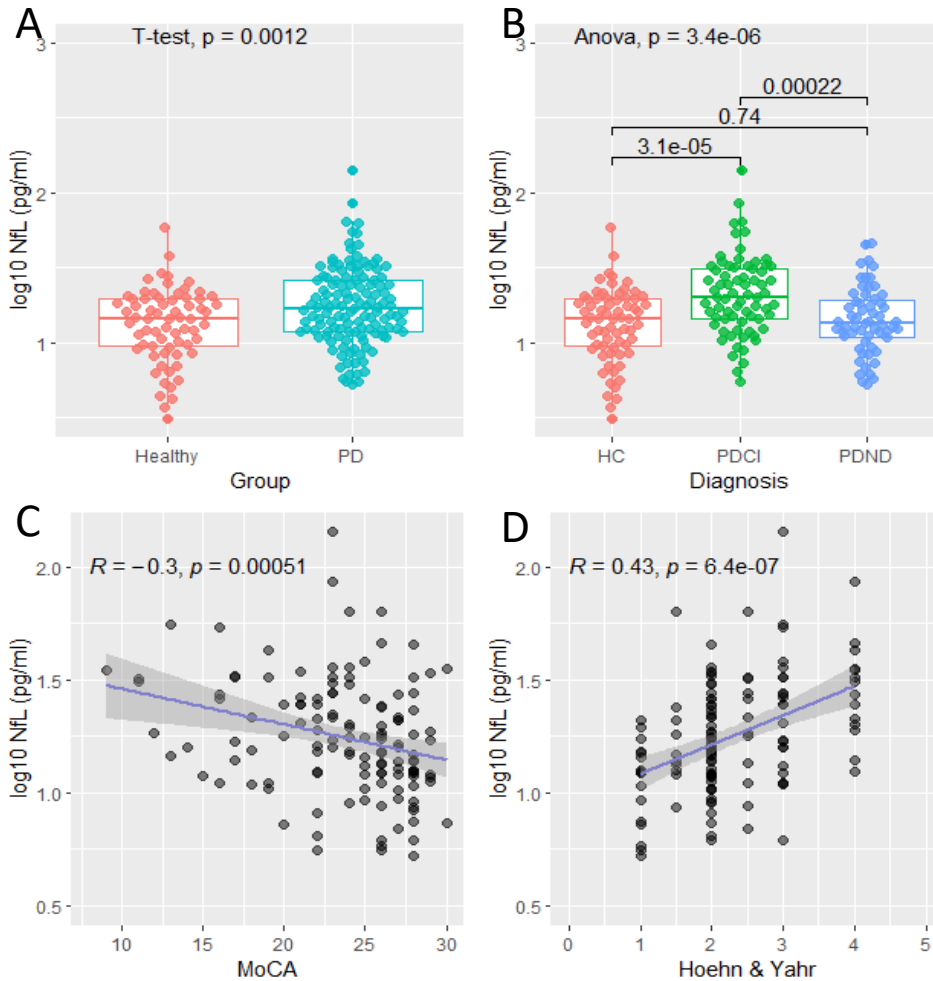 A
T-test, p = 0.0012
3
2
1
log10 NfL (pg/ml)
Healthy
PD
Group
B
Anova, p = 3.4e-06
0.00022
0.74
3.1e-05
3
2
1
log10 NfL (pg/ml)
HC
PDCI
PDND
Diagnosis
C
R = −0.3, p = 0.00051
2.0
1.5
1.0
0.5
log10 NfL (pg/ml)
10 15 20 25 30
MoCA
D
R = 0.43, p = 6.4e-07
2.0
1.5
1.0
0.5
log10 NfL (pg/ml)
0 1 2 3 4 5
Hoehn & Yahr